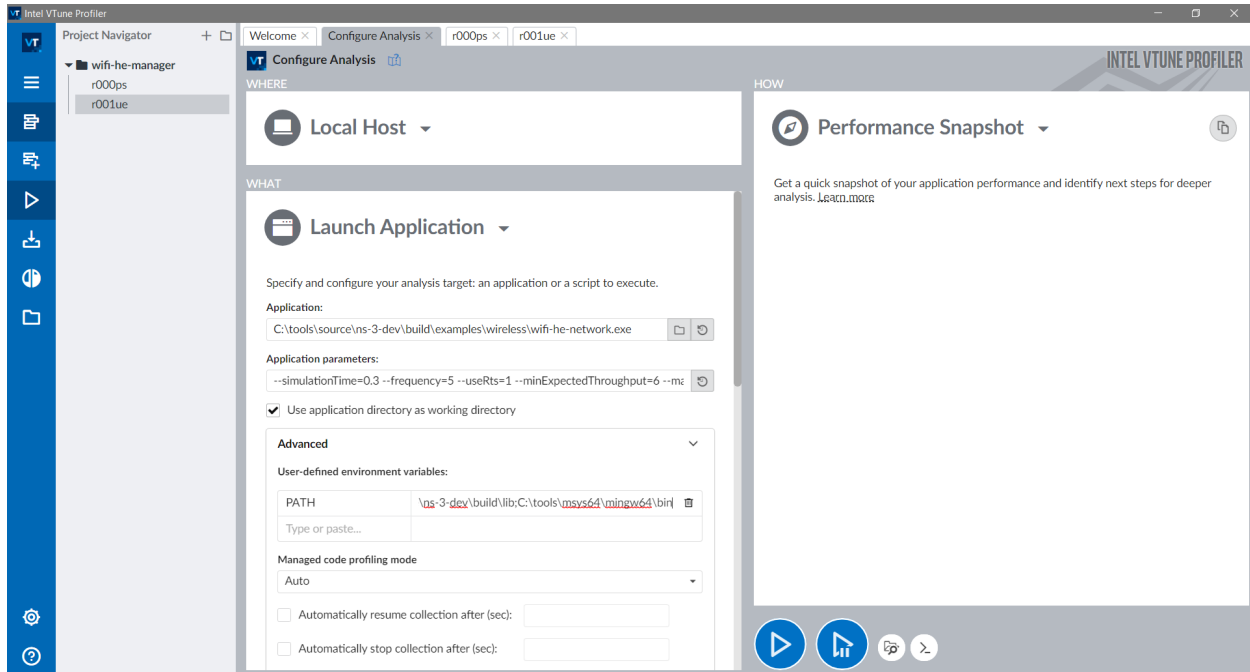 VT Intel VTune Profiler
VT
Project Navigator
wifi-he-manager
r000ps
r001ue
Welcome
Configure Analysis
r000ps
r001ue
VT Configure Analysis
INTEL VTUNE PROFILER
WHERE
Local Host
WHAT
Launch Application
Specify and configure your analysis target: an application or a script to execute.
Application:
C:\tools\source\ns-3-dev\build\examples\wireless\wifi-he-network.exe
Application parameters:
--simulationTime=0.3 --frequency=5 --useRts=1 --minExpectedThroughput=6 --ma
Use application directory as working directory
Advanced
User-defined environment variables:
PATH \ns-3-dev\build\lib;C:\tools\msys64\mingw64\bin
Type or paste...
Managed code profiling mode
Auto
Automatically resume collection after (sec):
Automatically stop collection after (sec):
HOW
Performance Snapshot
Get a quick snapshot of your application performance and identify next steps for deeper
analysis. Learn more